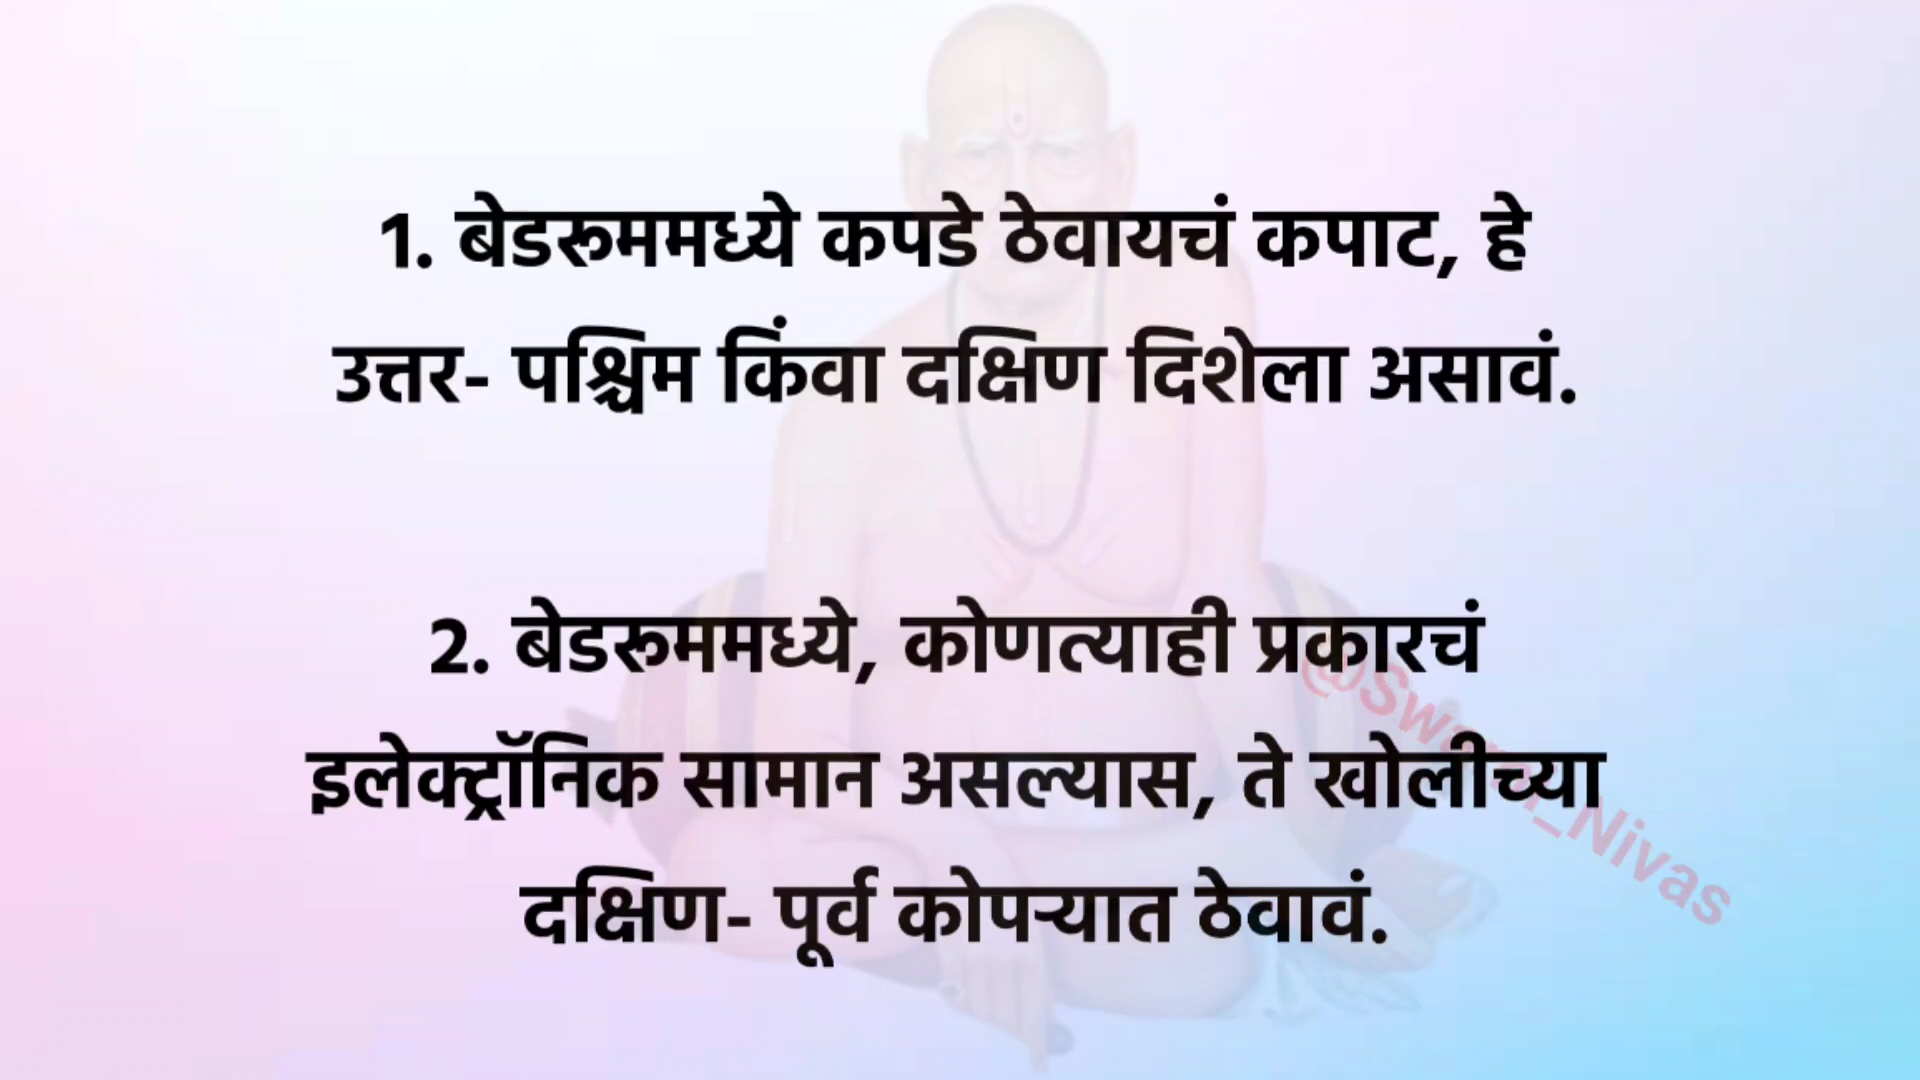 1. बेडरूममध्ये कपडे ठेवायचं कपाट, हे
उत्तर- पश्चिम किंवा दक्षिण दिशेला असावं.
2. बेडरूममध्ये, कोणत्याही प्रकारचं
इलेक्ट्रॉनिक सामान असल्यास, ते खोलीच्या
दक्षिण- पूर्व कोपऱ्यात ठेवावं.
@Swami_Nivas